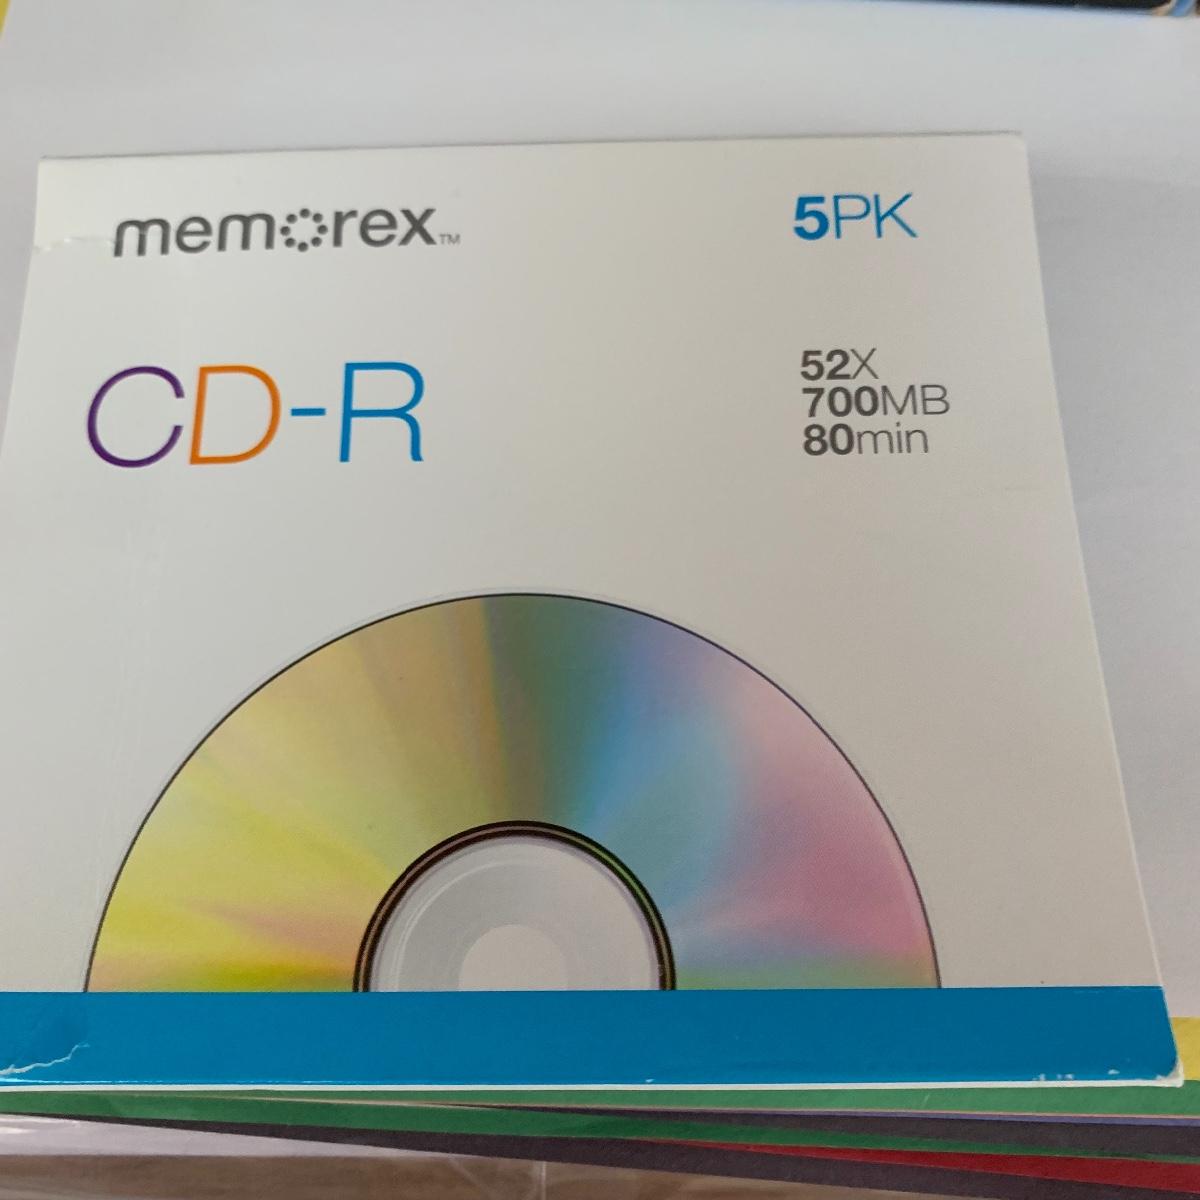 memorex™
5PK
CD-R
52X
700MB
80min